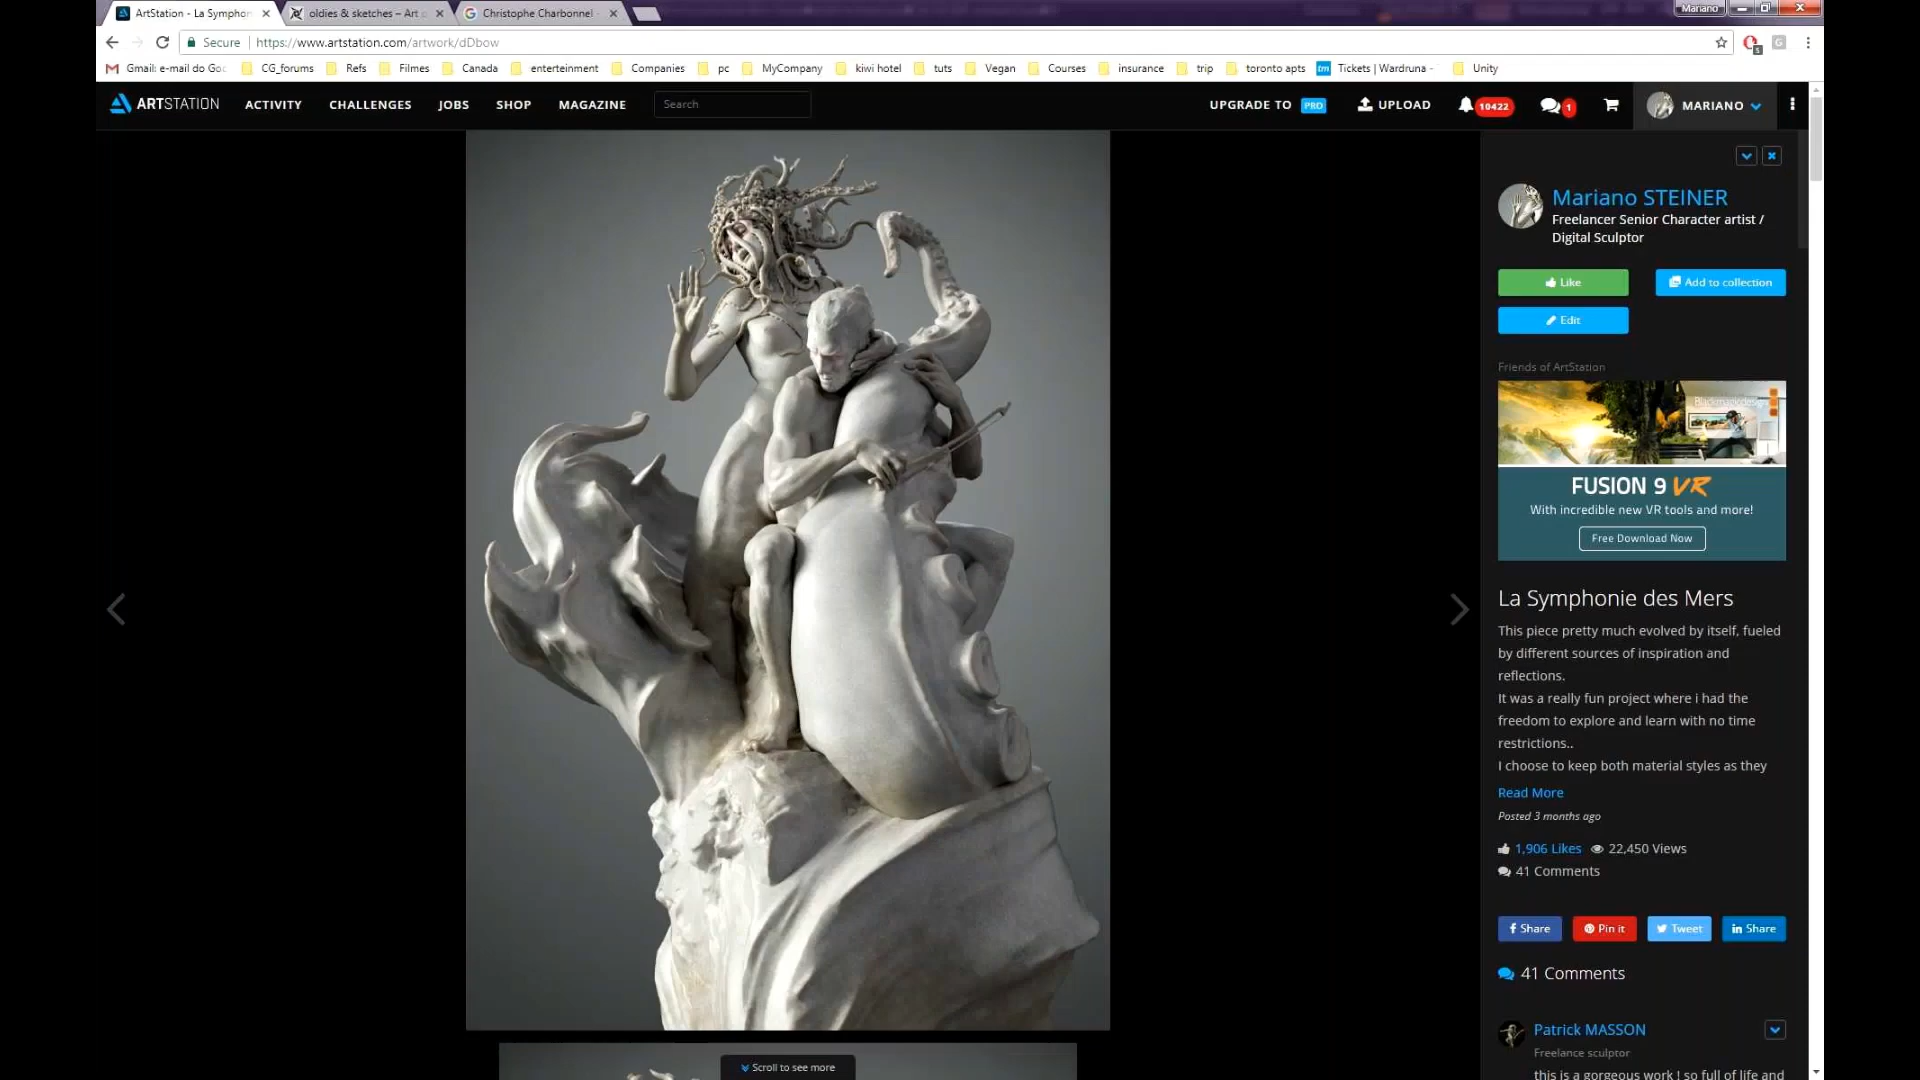 ArtStation - La Symphon
oldies & sketches – Art
Christophe Charbonnel
Mariano
Secure
https://www.artstation.com/artwork/dDbow
Gmail: e-mail do Goo
CG_forums
Refs
Filmes
Canada
enterteinment
Companies
pc
MyCompany
kiwi hotel
tuts
Vegan
Courses
insurance
trip
toronto apts
tm
Tickets | Wardruna -
Unity
ARTSTATION
ACTIVITY
CHALLENGES
JOBS
SHOP
MAGAZINE
Search
UPGRADE TO PRO
UPLOAD
10422
1
MARIANO
Mariano STEINER
Freelancer Senior Character artist /
Digital Sculptor
Like
Add to collection
Edit
Friends of ArtStation
Blackmagicdesign
FUSION 9 VR
With incredible new VR tools and more!
Free Download Now
La Symphonie des Mers
This piece pretty much evolved by itself, fueled
by different sources of inspiration and
reflections.
It was a really fun project where i had the
freedom to explore and learn with no time
restrictions..
I choose to keep both material styles as they
Read More
Posted 3 months ago
1,906 Likes 22,450 Views
41 Comments
Share
Pin it
Tweet
in Share
41 Comments
Patrick MASSON
Freelance sculptor
this is a gorgeous work ! so full of life and
Scroll to see more